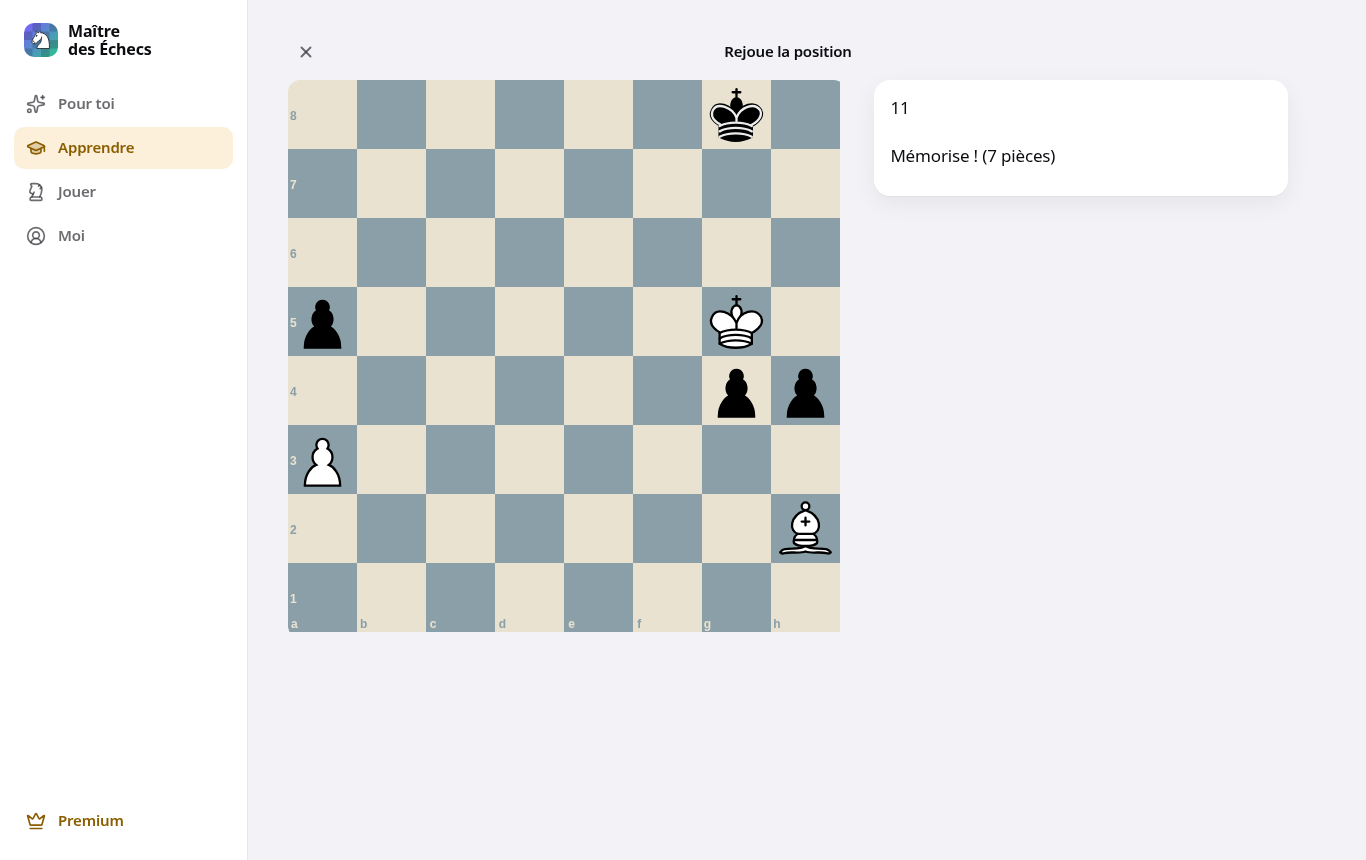 Maître
des Échecs
Pour toi
Apprendre
Jouer
Moi
Premium
Rejoue la position
8
7
6
5
4
3
2
1
a b c d e f g h
11
Mémorise ! (7 pièces)